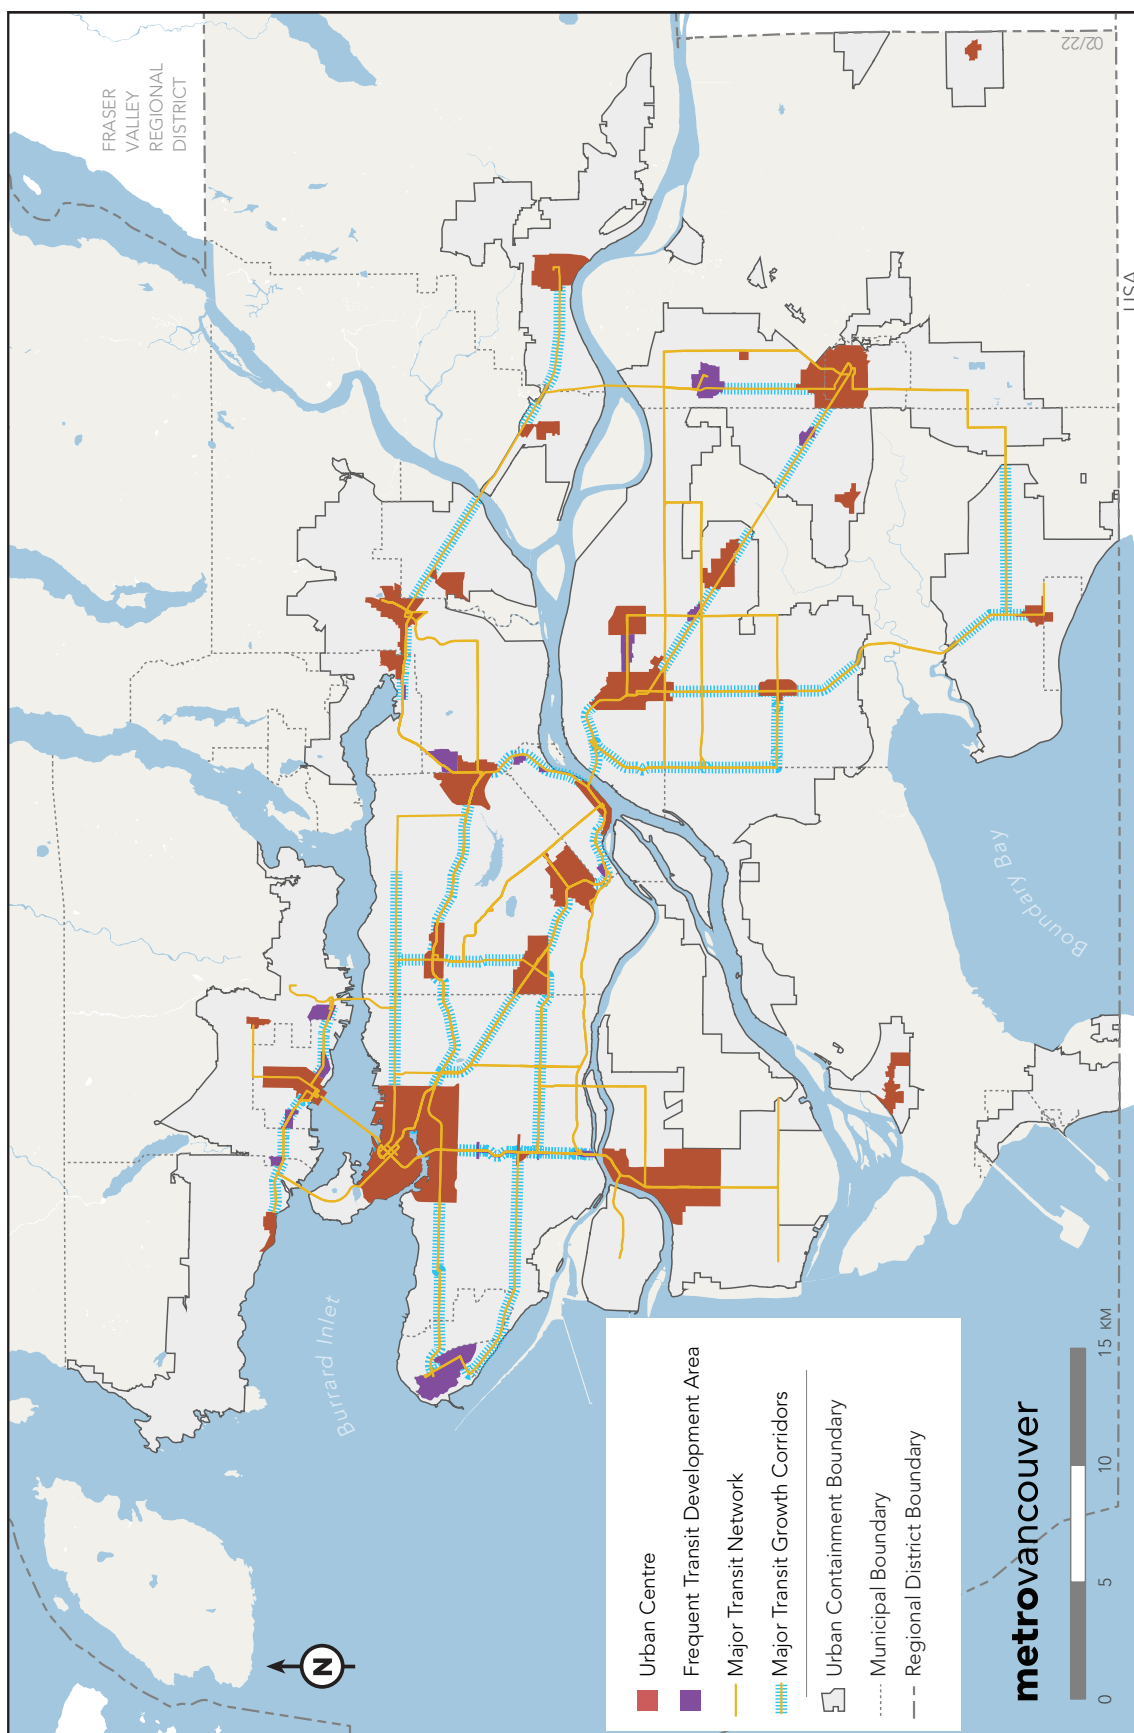 FRASER
VALLEY
REGIONAL
DISTRICT
02/22
USA
Burrard Inlet
Boundary Bay
Urban Centre
Frequent Transit Development Area
Major Transit Network
Major Transit Growth Corridors
Urban Containment Boundary
Municipal Boundary
Regional District Boundary
N
metrovancouver
0 5 10 15 KM